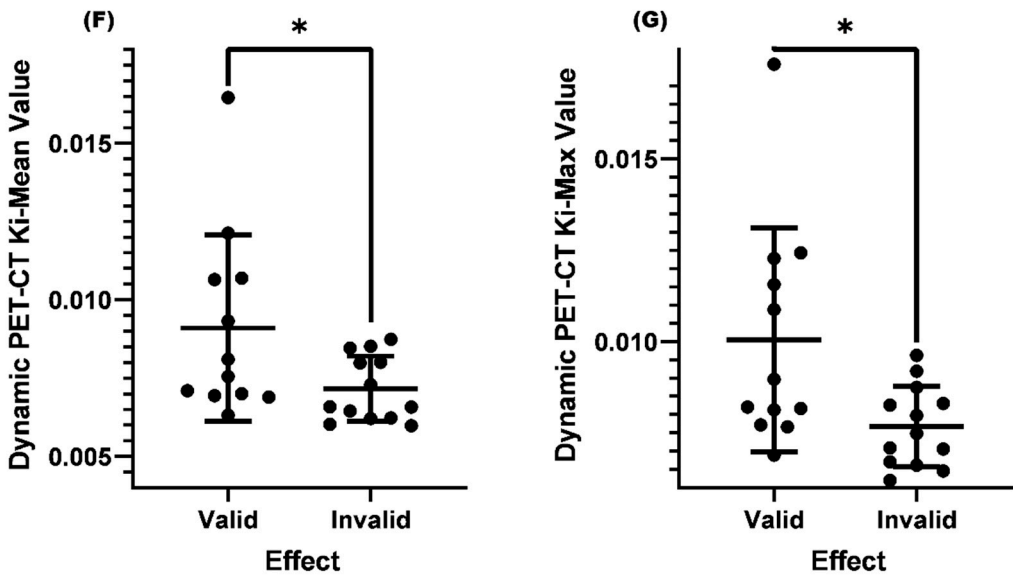 (F)
*
Dynamic PET-CT Ki-Mean Value
0.015
0.010
0.005
Valid Invalid
Effect
(G)
*
Dynamic PET-CT Ki-Max Value
0.015
0.010
Valid Invalid
Effect